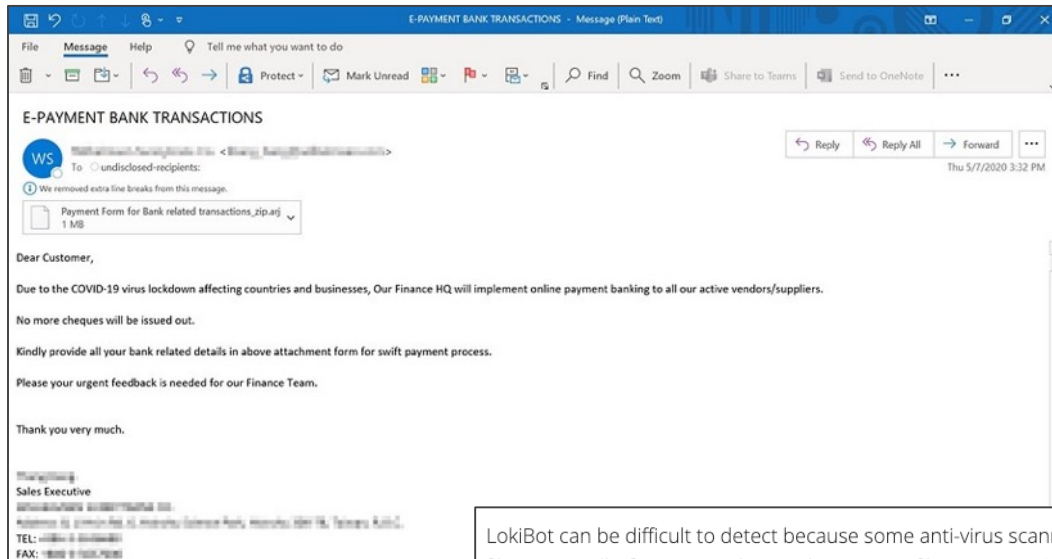 E-PAYMENT BANK TRANSACTIONS - Message (Plain Text)
File Message Help Tell me what you want to do
Protect Mark Unread Find Zoom Share to Teams Send to OneNote ...
E-PAYMENT BANK TRANSACTIONS
WS
To undisclosed-recipients:
Reply Reply All Forward ...
Thu 5/7/2020 3:32 PM
We removed extra line breaks from this message.
Payment Form for Bank related transactions_zip.arj
1 MB
Dear Customer,
Due to the COVID-19 virus lockdown affecting countries and businesses, Our Finance HQ will implement online payment banking to all our active vendors/suppliers.
No more cheques will be issued out.
Kindly provide all your bank related details in above attachment form for swift payment process.
Please your urgent feedback is needed for our Finance Team.
Thank you very much.
Sales Executive
TEL:
FAX:
LokiBot can be difficult to detect because some anti-virus scan